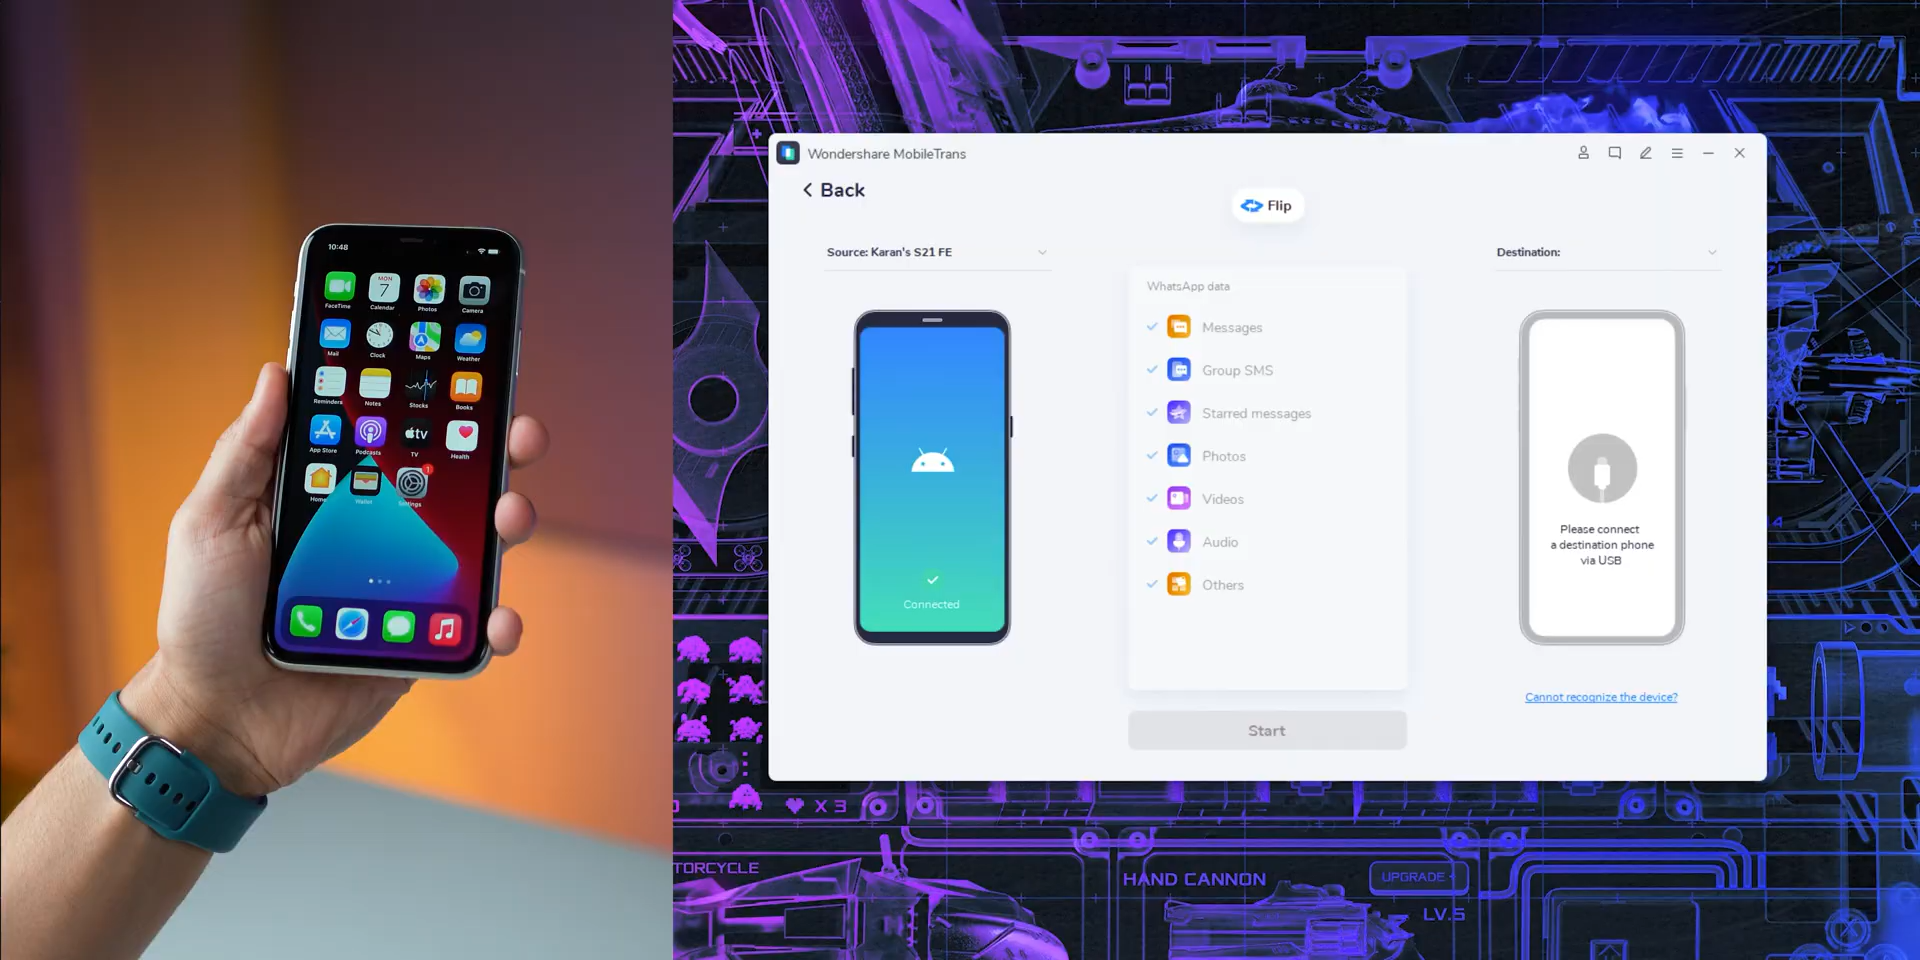 10:48
FaceTime
MON
7
Calendar
Photos
Camera
Mail
Clock
Maps
Weather
Reminders
Notes
Stocks
Books
App Store
Podcasts
tv
TV
Health
Home
Wallet
1
Settings
Wondershare MobileTrans
Back
Flip
Source: Karan's S21 FE
Destination:
WhatsApp data
Messages
Group SMS
Starred messages
Photos
Videos
Audio
Others
Connected
Please connect
a destination phone
via USB
Cannot recognize the device?
Start
X 3
TORCYCLE
HAND CANNON
UPGRADE
LV.5